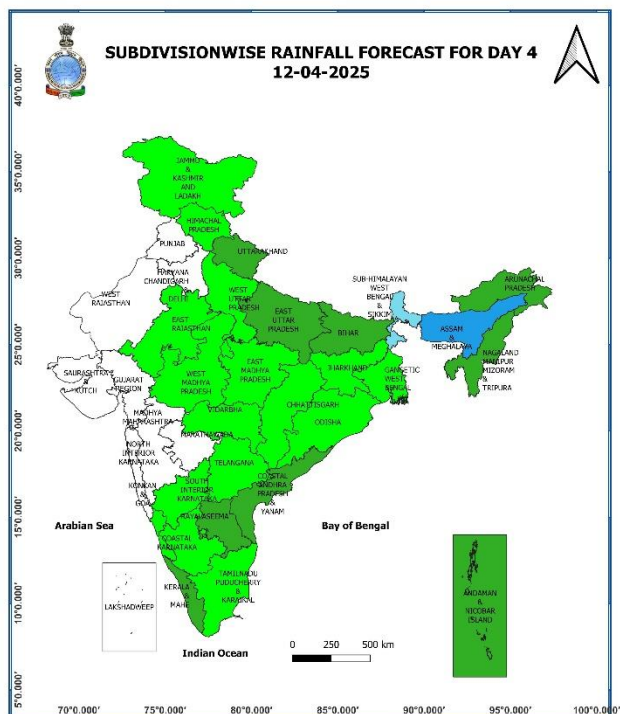 SUBDIVISIONWISE RAINFALL FORECAST FOR DAY 4
12-04-2025
JAMMU
&
KASHMIR
AND
LADAKH
HIMACHAL
PRADESH
PUNJAB
UTTARAKHAND
HARYANA
CHANDIGARH
&
DELHI
WEST
RAJASTHAN
WEST
UTTAR
PRADESH
SUB-HIMALAYAN
WEST
BENGAL
&
SIKKIM
ARUNACHAL
PRADESH
EAST
RAJASTHAN
EAST
UTTAR
PRADESH
BIHAR
ASSAM
&
MEGHALAYA
NAGALAND
MANIPUR
MIZORAM
&
TRIPURA
SAURASHTRA
&
KUTCH
GUJARAT
REGION
WEST
MADHYA
PRADESH
EAST
MADHYA
PRADESH
JHARKHAND
GANGETIC
WEST
BENGAL
MADHYA
MAHARASHTRA
VIDARBHA
CHHATTISGARH
ODISHA
MARATHWADA
NORTH
INTERIOR
KARNATAKA
TELANGANA
KONKAN
&
GOA
SOUTH
INTERIOR
KARNATAKA
COASTAL
ANDHRA
PRADESH
&
YANAM
RAYALASEEMA
Arabian Sea
Bay of Bengal
COASTAL
KARNATAKA
LAKSHADWEEP
KERALA
&
MAHE
TAMILNADU
PUDUCHERRY
&
KARAIKAL
ANDAMAN
&
NICOBAR
ISLAND
Indian Ocean
0 250 500 km
40°0.000'
35°0.000'
30°0.000'
25°0.000'
20°0.000'
15°0.000'
10°0.000'
5°0.000'
70°0.000' 75°0.000' 80°0.000' 85°0.000' 90°0.000' 95°0.000' 100°0.000'